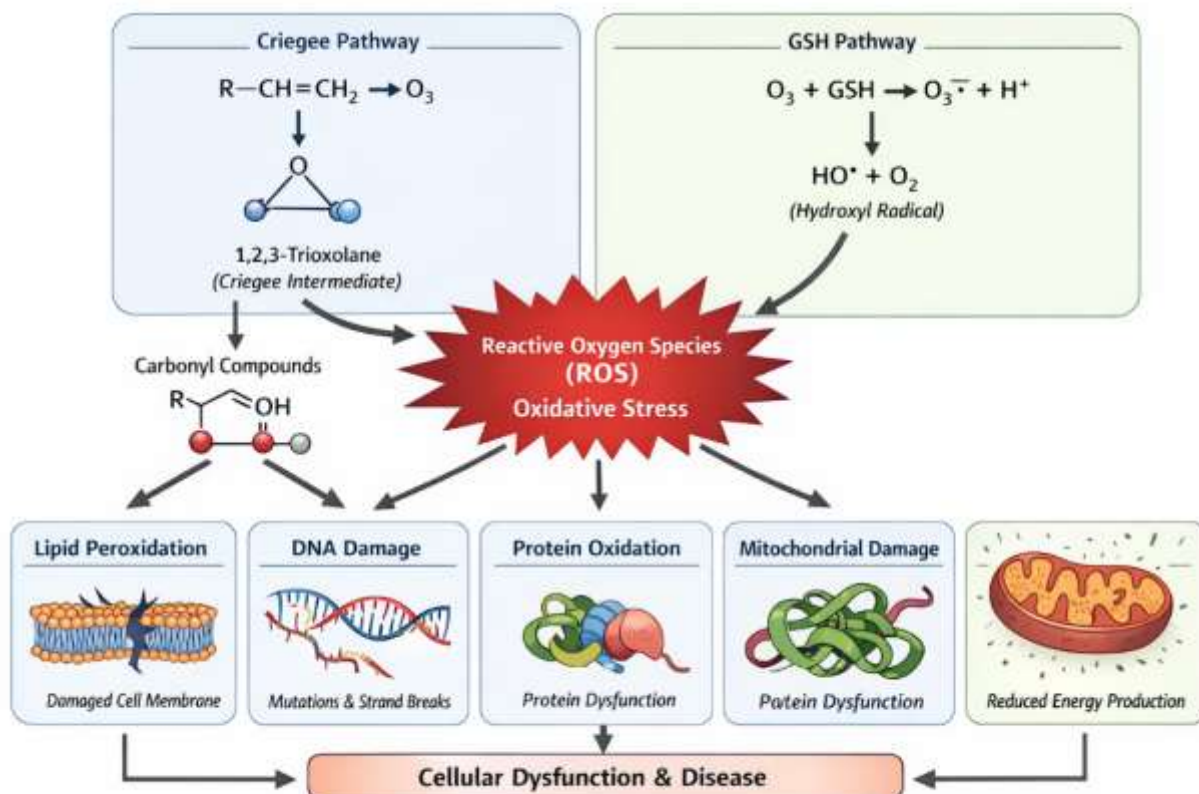 Criegee Pathway
R—CH=CH₂ → O₃
O
1,2,3-Trioxolane
(Criegee Intermediate)
GSH Pathway
O₃ + GSH → O₃•̅ + H⁺
HO• + O₂
(Hydroxyl Radical)
Reactive Oxygen Species
(ROS)
Oxidative Stress
Carbonyl Compounds
R
OH
Lipid Peroxidation
Damaged Cell Membrane
DNA Damage
Mutations & Strand Breaks
Protein Oxidation
Protein Dysfunction
Mitochondrial Damage
Patein Dysfunction
Reduced Energy Production
Cellular Dysfunction & Disease